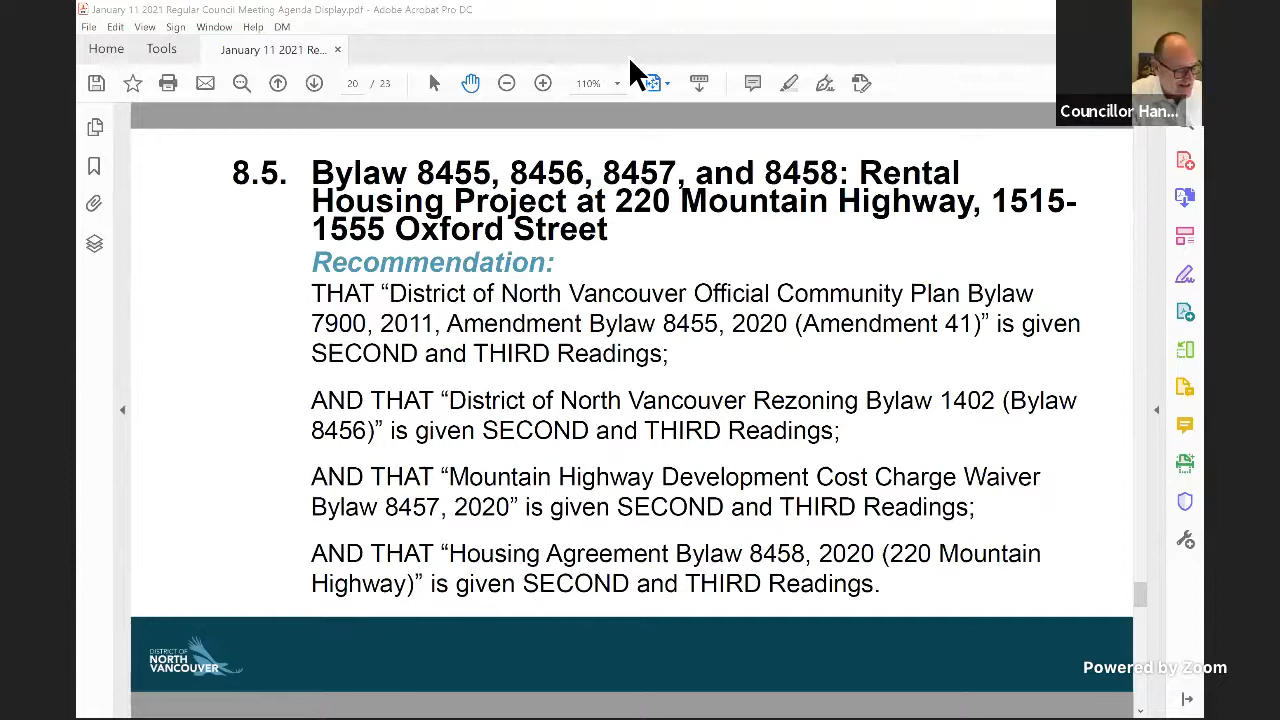 January 11 2021 Regular Council Meeting Agenda Display.pdf - Adobe Acrobat Pro DC
File Edit View Sign Window Help DM
Home Tools January 11 2021 Re... ×
20 / 23 110%
Councillor Han...
8.5. Bylaw 8455, 8456, 8457, and 8458: Rental
Housing Project at 220 Mountain Highway, 1515-
1555 Oxford Street
Recommendation:
THAT “District of North Vancouver Official Community Plan Bylaw
7900, 2011, Amendment Bylaw 8455, 2020 (Amendment 41)” is given
SECOND and THIRD Readings;
AND THAT “District of North Vancouver Rezoning Bylaw 1402 (Bylaw
8456)” is given SECOND and THIRD Readings;
AND THAT “Mountain Highway Development Cost Charge Waiver
Bylaw 8457, 2020” is given SECOND and THIRD Readings;
AND THAT “Housing Agreement Bylaw 8458, 2020 (220 Mountain
Highway)” is given SECOND and THIRD Readings.
DISTRICT OF
NORTH
VANCOUVER
Powered by Zoom